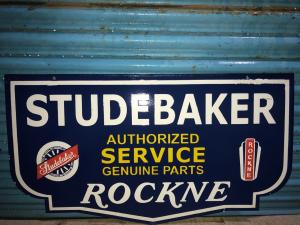 STUDEBAKER
AUTHORIZED
SERVICE
GENUINE PARTS
Studebaker
ROCKNE
ROCKNE